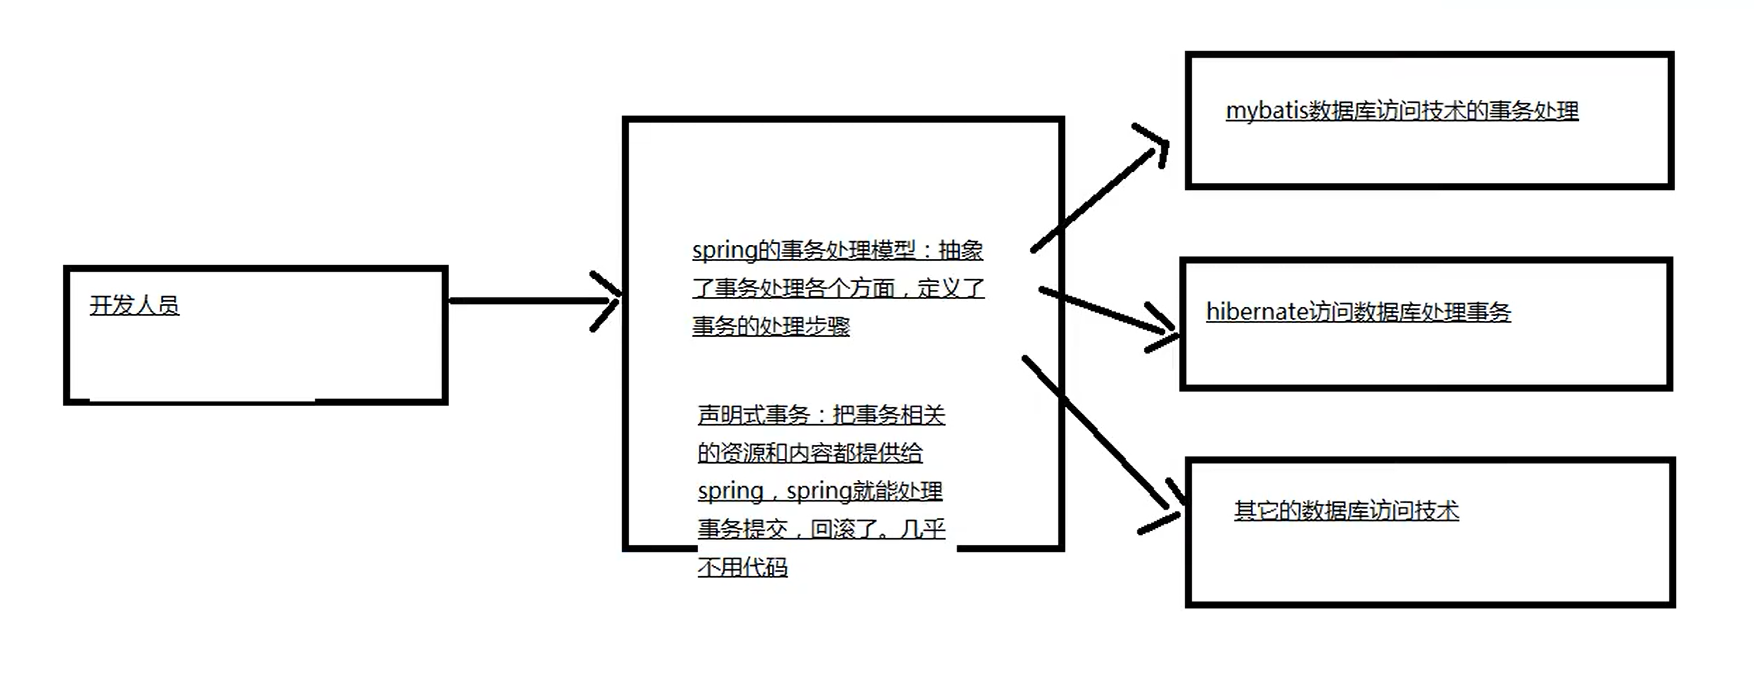 开发人员
spring的事务处理模型：抽象
了事务处理各个方面，定义了
事务的处理步骤
声明式事务：把事务相关
的资源和内容都提供给
spring，spring就能处理
事务提交，回滚了。几乎
不用代码
mybatis数据库访问技术的事务处理
hibernate访问数据库处理事务
其它的数据库访问技术